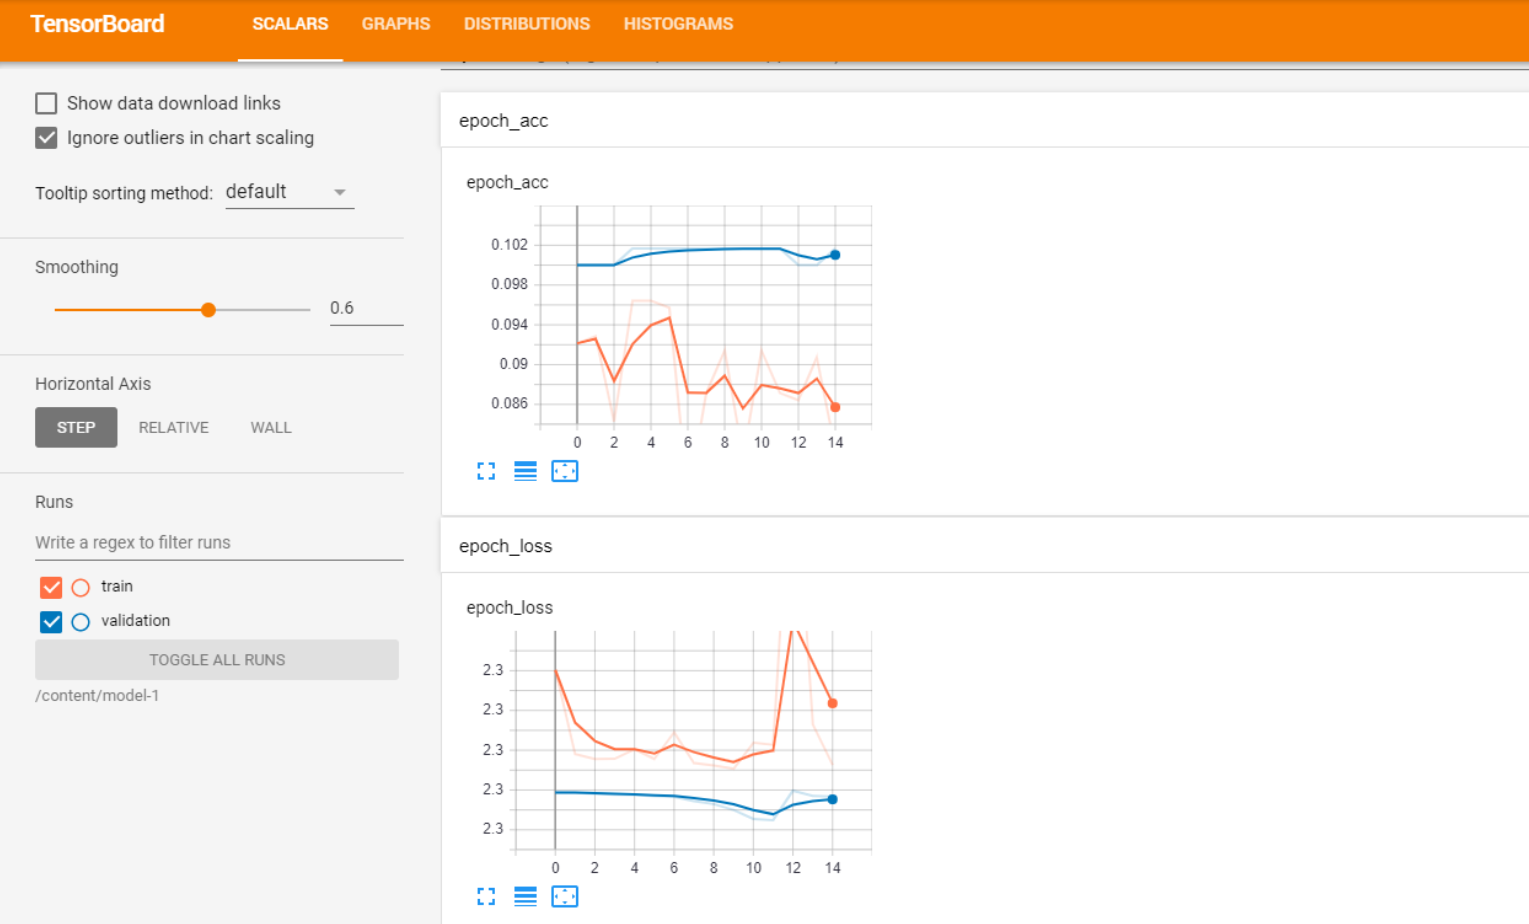 TensorBoard SCALARS GRAPHS DISTRIBUTIONS HISTOGRAMS
Show data download links
Ignore outliers in chart scaling
Tooltip sorting method: default
Smoothing
0.6
Horizontal Axis
STEP RELATIVE WALL
Runs
Write a regex to filter runs
train
validation
TOGGLE ALL RUNS
/content/model-1
epoch_acc
epoch_acc
0.102
0.098
0.094
0.09
0.086
0 2 4 6 8 10 12 14
epoch_loss
epoch_loss
2.3
2.3
2.3
2.3
2.3
0 2 4 6 8 10 12 14